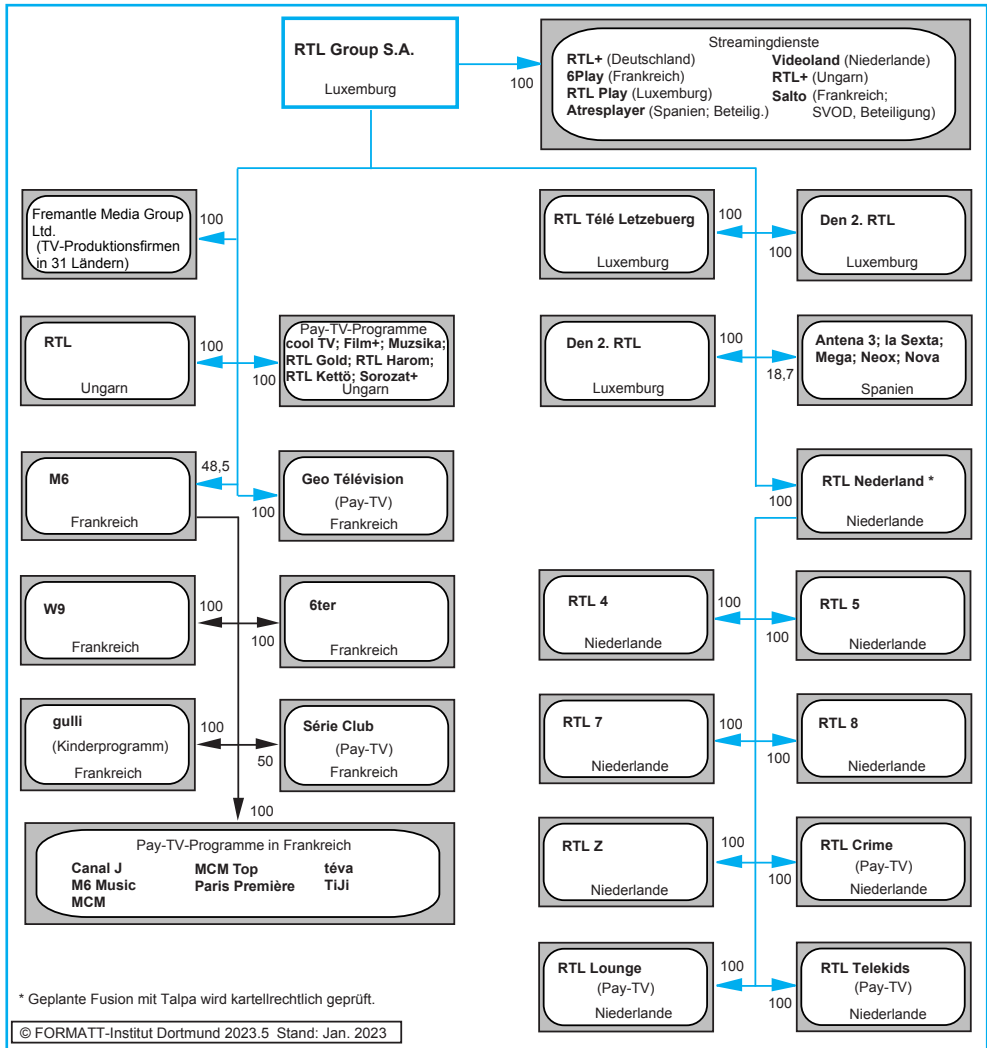 RTL Group S.A.
Luxemburg
100
Streamingdienste
RTL+ (Deutschland)
6Play (Frankreich)
RTL Play (Luxemburg)
Atresplayer (Spanien; Beteilig.)
Videoland (Niederlande)
RTL+ (Ungarn)
Salto (Frankreich;
SVOD, Beteiligung)
Fremantle Media Group
Ltd.
(TV-Produktionsfirmen
in 31 Ländern)
100
RTL
Ungarn
100
100
Pay-TV-Programme
cool TV; Film+; Muzsika;
RTL Gold; RTL Harom;
RTL Kettö; Sorozat+
Ungarn
M6
Frankreich
48,5
100
Geo Télévision
(Pay-TV)
Frankreich
W9
Frankreich
100
100
6ter
Frankreich
gulli
(Kinderprogramm)
Frankreich
100
50
Série Club
(Pay-TV)
Frankreich
100
Pay-TV-Programme in Frankreich
Canal J
M6 Music
MCM
MCM Top
Paris Première
téva
TiJi
RTL Télé Letzebuerg
Luxemburg
100
100
Den 2. RTL
Luxemburg
Den 2. RTL
Luxemburg
100
18,7
Antena 3; la Sexta;
Mega; Neox; Nova
Spanien
100
RTL Nederland *
Niederlande
RTL 4
Niederlande
100
100
RTL 5
Niederlande
RTL 7
Niederlande
100
100
RTL 8
Niederlande
RTL Z
Niederlande
100
100
RTL Crime
(Pay-TV)
Niederlande
RTL Lounge
(Pay-TV)
Niederlande
100
100
RTL Telekids
(Pay-TV)
Niederlande
* Geplante Fusion mit Talpa wird kartellrechtlich geprüft.
© FORMATT-Institut Dortmund 2023.5 Stand: Jan. 2023